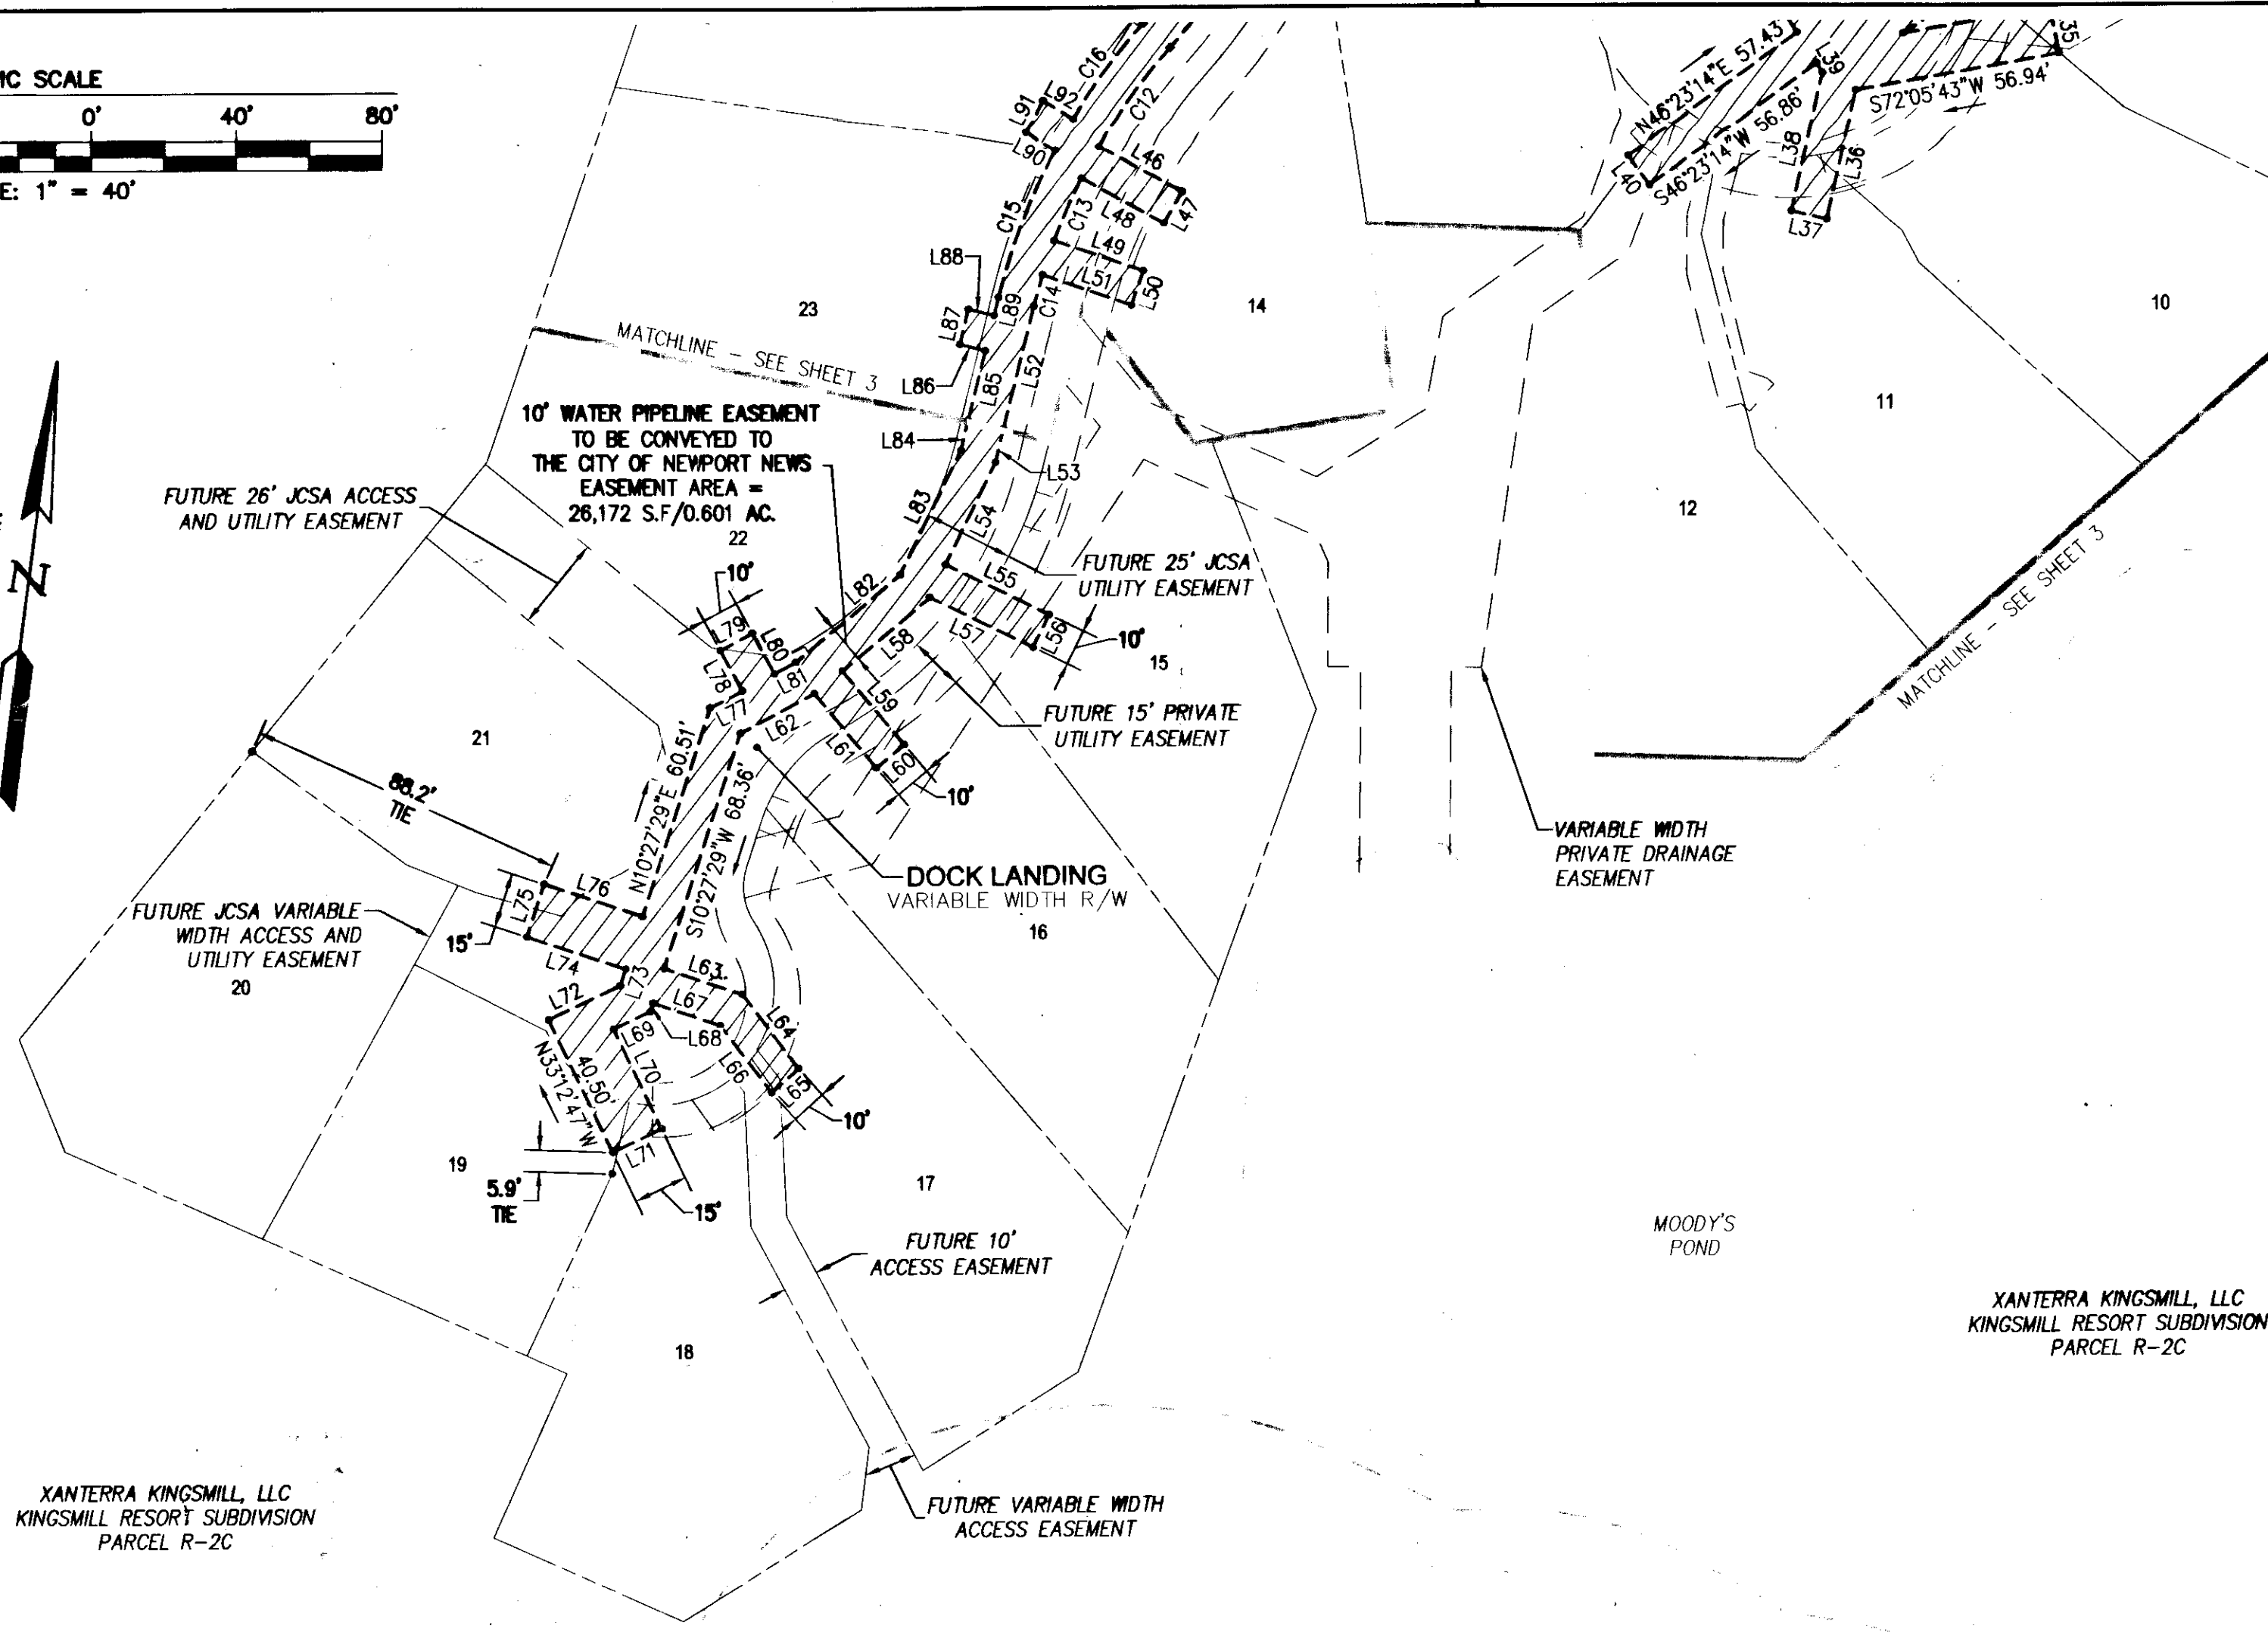 IC SCALE
0' 40' 80'
E: 1" = 40'
N
C16
L92
L91
L90
C12
L46
L47
L48
C13
C15
L49
L50
L51
C14
L88
L89
L87
L86
L85
L52
L84
L53
23
14
MATCHLINE - SEE SHEET 3
10' WATER PIPELINE EASEMENT
TO BE CONVEYED TO
THE CITY OF NEWPORT NEWS
EASEMENT AREA =
26,172 S.F/0.601 AC.
22
FUTURE 26' JCSA ACCESS
AND UTILITY EASEMENT
N46°23'14"E 57.43'
S46°23'14"W 56.86'
L39
L40
L38
L36
L37
35
S72°05'43"W 56.94'
10
11
12
MATCHLINE - SEE SHEET 3
L83
L54
FUTURE 25' JCSA
UTILITY EASEMENT
L55
L56
L57
10'
15
L58
L82
10'
L79
L80
L81
L78
L77
L59
L60
L61
L62
10'
FUTURE 15' PRIVATE
UTILITY EASEMENT
21
88.2'
TIE
N10°27'29"E 60.51'
S10°27'29"W 68.36'
DOCK LANDING
VARIABLE WIDTH R/W
16
VARIABLE WIDTH
PRIVATE DRAINAGE
EASEMENT
FUTURE JCSA VARIABLE
WIDTH ACCESS AND
UTILITY EASEMENT
20
L76
L75
15'
L74
L73
L72
L63
L67
L64
L69
L68
L70
L66
L65
10'
N33°12'47"W
40.50'
L71
15'
19
5.9'
TIE
17
FUTURE 10'
ACCESS EASEMENT
18
MOODY'S
POND
XANTERRA KINGSMILL, LLC
KINGSMILL RESORT SUBDIVISION
PARCEL R-2C
XANTERRA KINGSMILL, LLC
KINGSMILL RESORT SUBDIVISION
PARCEL R-2C
FUTURE VARIABLE WIDTH
ACCESS EASEMENT